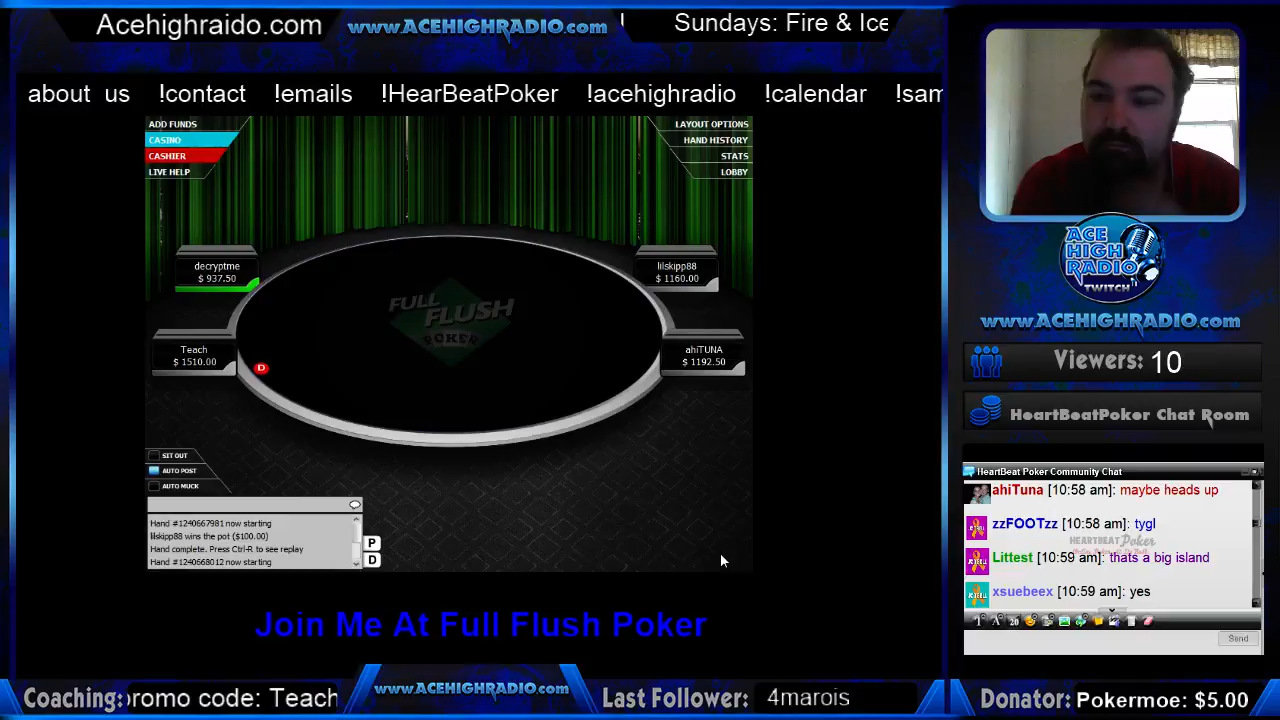 Acehighraido.com
www.ACEHIGHRADIO.com
!
Sundays: Fire & Ice
about us !contact !emails !HearBeatPoker !acehighradio !calendar !sam
ADD FUNDS
CASINO
CASHIER
LIVE HELP
LAYOUT OPTIONS
HAND HISTORY
STATS
LOBBY
decryptme
$ 937.50
lilskipp88
$ 1160.00
FULL
FLUSH
POKER
Teach
$ 1510.00
D
ahiTUNA
$ 1192.50
SIT OUT
AUTO POST
AUTO MUCK
Hand #1240667981 now starting
lilskipp88 wins the pot ($100.00)
Hand complete. Press Ctrl-R to see replay
Hand #1240668012 now starting
P
D
Join Me At Full Flush Poker
ACE
HIGH
RADIO
TWITCH
www.ACEHIGHRADIO.com
Viewers: 10
HeartBeatPoker Chat Room
HeartBeat Poker Community Chat
ahiTuna [10:58 am]: maybe heads up
zzFOOTzz [10:58 am]: tygl
HEARTBEAT Poker
Littest [10:59 am]: thats a big island
xsuebeex [10:59 am]: yes
Send
Coaching: promo code: Teach
www.ACEHIGHRADIO.com
Last Follower: 4marois
Donator: Pokermoe: $5.00